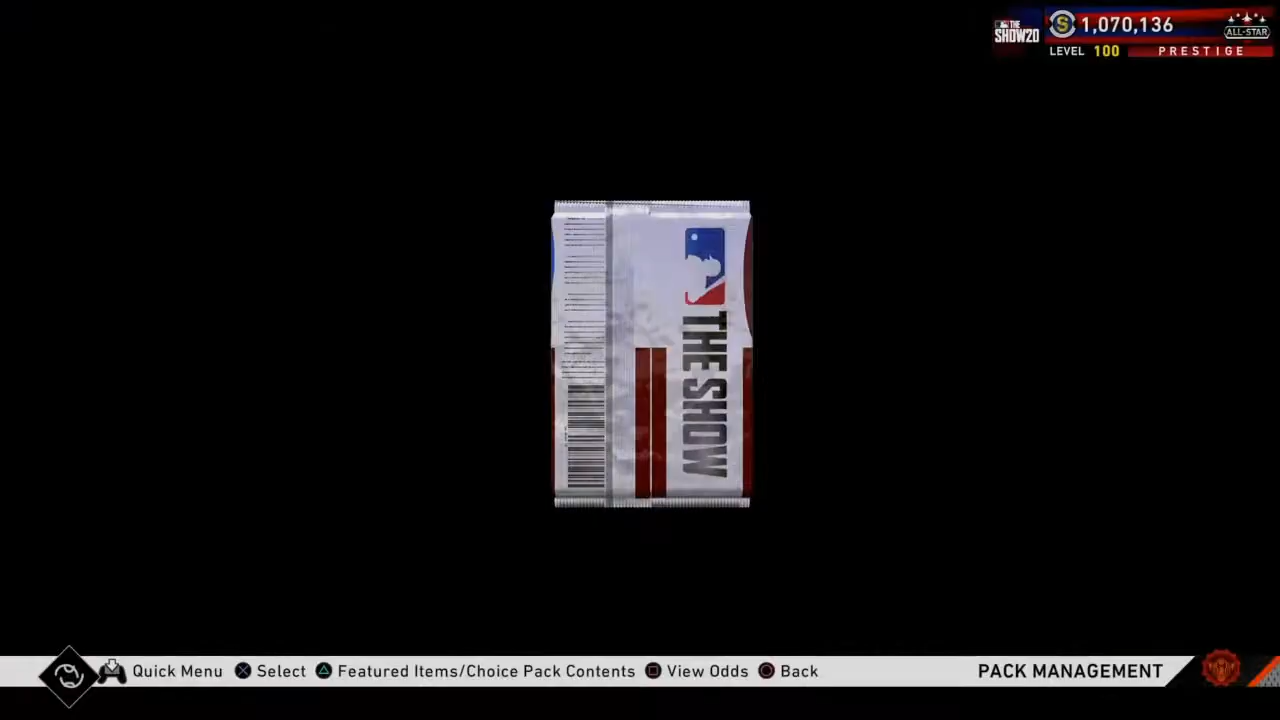 THE
SHOW20
1,070,136
ALL-STAR
LEVEL 100
PRESTIGE
THE SHOW
Quick Menu
Select
Featured Items/Choice Pack Contents
View Odds
Back
PACK MANAGEMENT